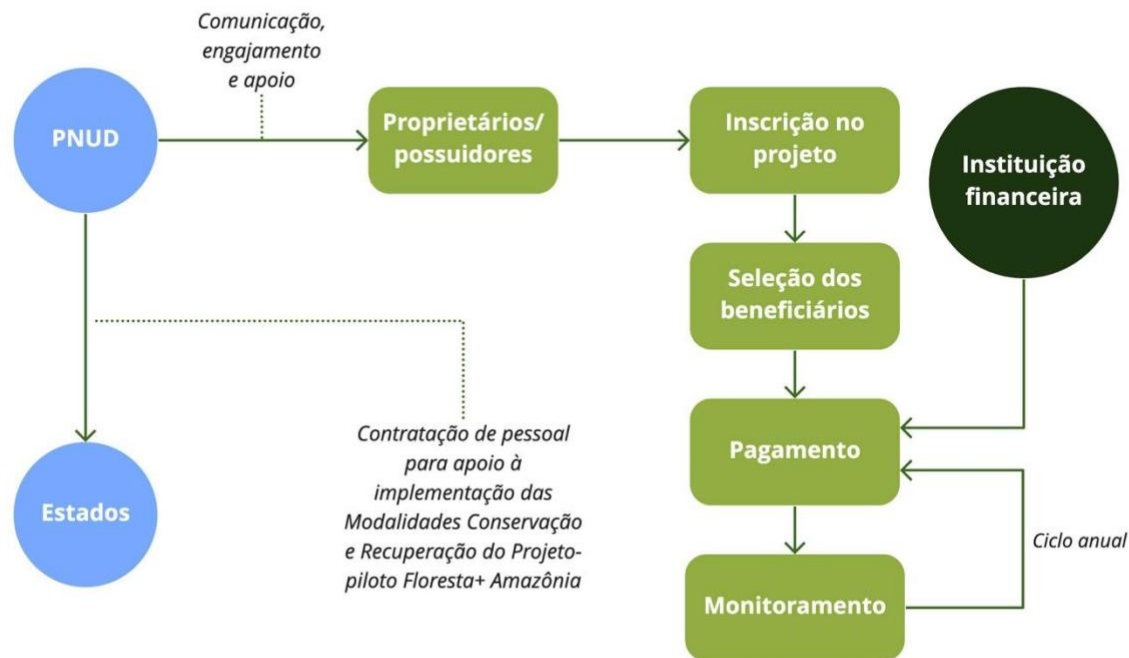 Comunicação,
engajamento
e apoio
PNUD
Proprietários/
possuidores
Inscrição no
projeto
Instituição
financeira
Seleção dos
beneficiários
Contratação de pessoal
para apoio à
implementação das
Modalidades Conservação
e Recuperação do Projeto-
piloto Floresta+ Amazônia
Estados
Pagamento
Ciclo anual
Monitoramento